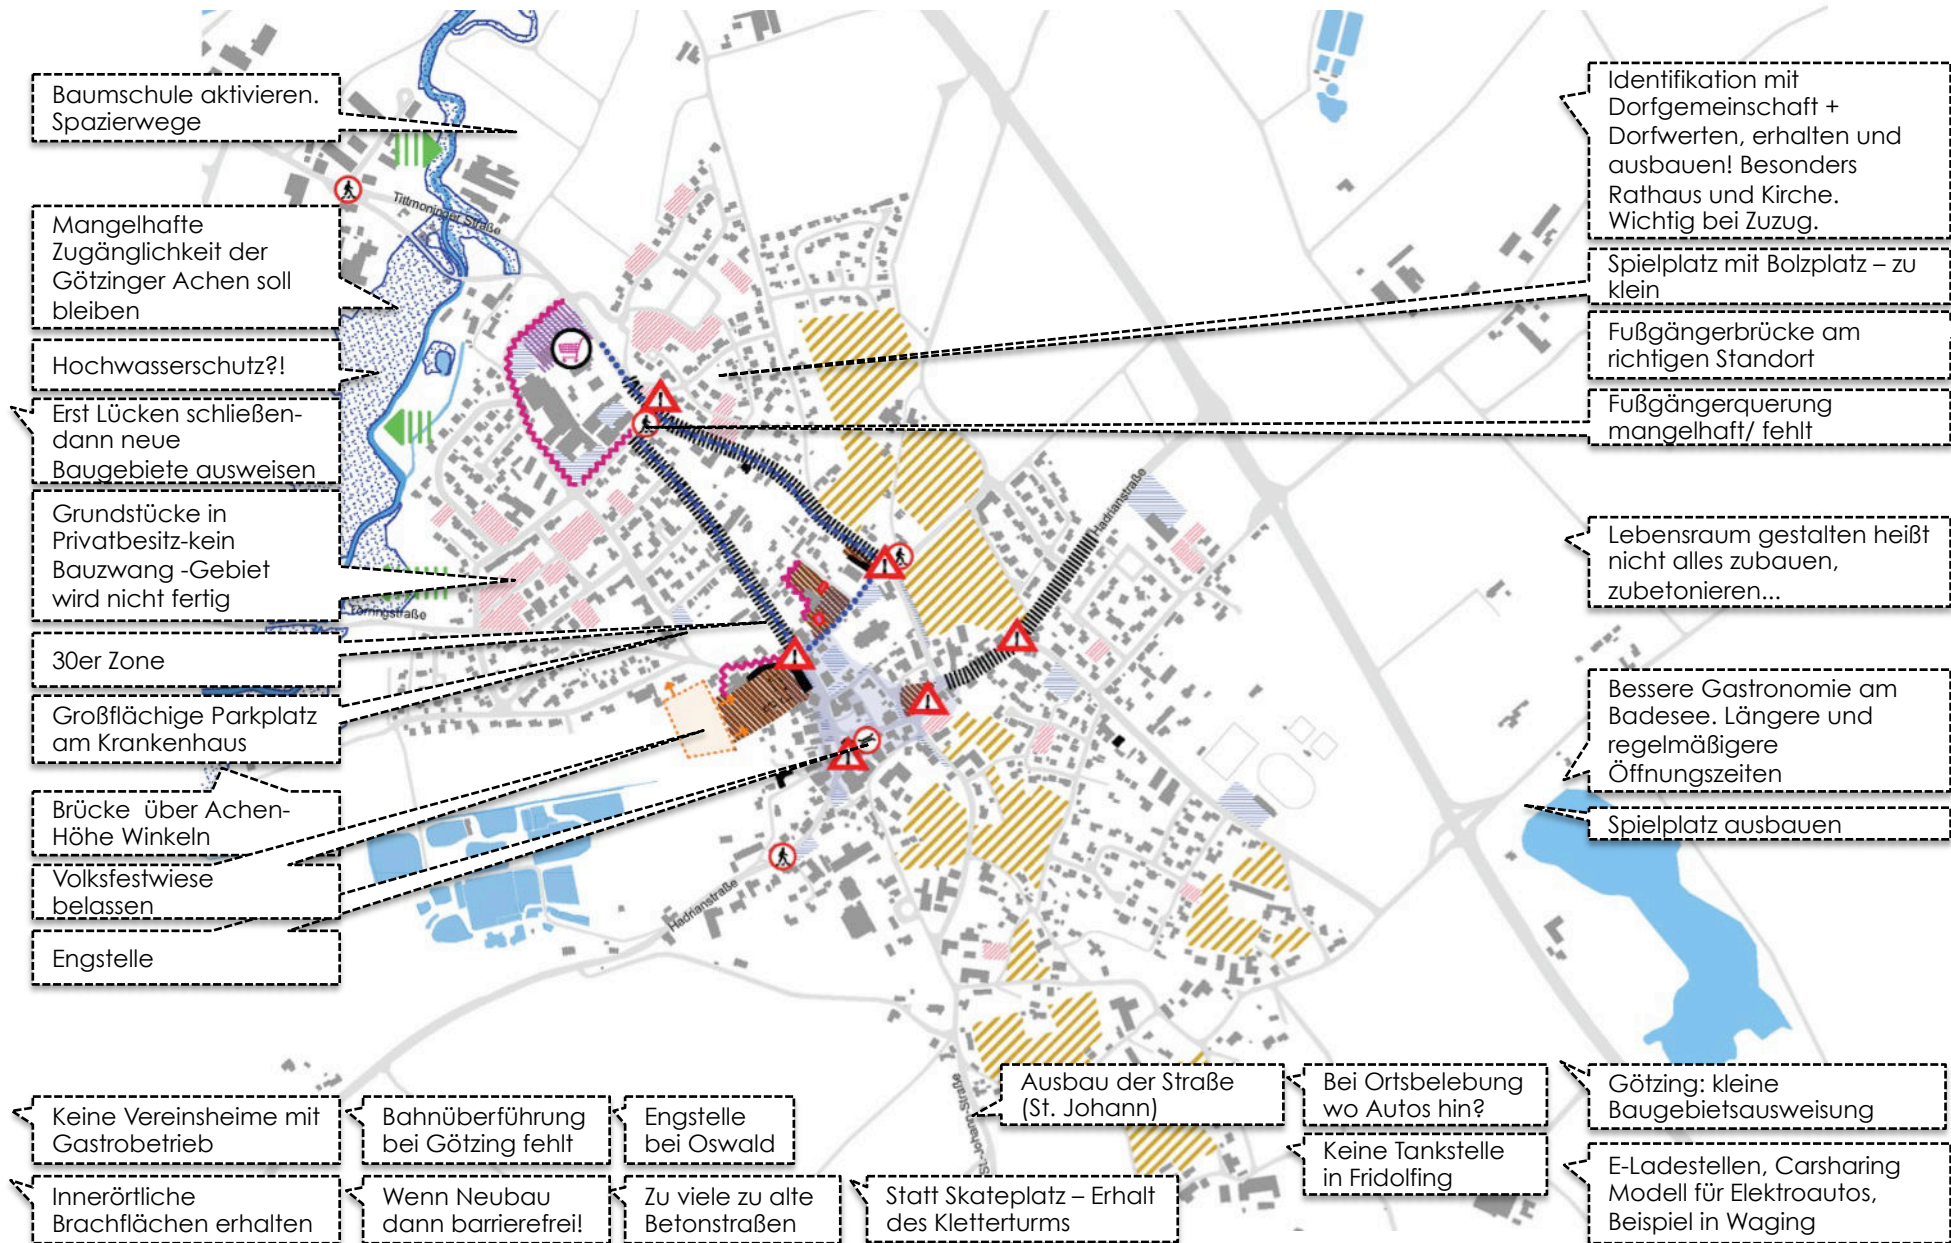 Baumschule aktivieren.
Spazierwege
Mangelhafte
Zugänglichkeit der
Götzinger Achen soll
bleiben
Hochwasserschutz?!
Erst Lücken schließen-
dann neue
Baugebiete ausweisen
Grundstücke in
Privatbesitz-kein
Bauzwang -Gebiet
wird nicht fertig
30er Zone
Großflächige Parkplatz
am Krankenhaus
Brücke über Achen-
Höhe Winkeln
Volksfestwiese
belassen
Engstelle
Tittmoninger Straße
Törringstraße
Hadrianstraße
Hadrianstraße
St.-Johann-Straße
Identifikation mit
Dorfgemeinschaft +
Dorfwerten, erhalten und
ausbauen! Besonders
Rathaus und Kirche.
Wichtig bei Zuzug.
Spielplatz mit Bolzplatz – zu
klein
Fußgängerbrücke am
richtigen Standort
Fußgängerquerung
mangelhaft/ fehlt
Lebensraum gestalten heißt
nicht alles zubauen,
zubetonieren...
Bessere Gastronomie am
Badesee. Längere und
regelmäßigere
Öffnungszeiten
Spielplatz ausbauen
Keine Vereinsheime mit
Gastrobetrieb
Bahnüberführung
bei Götzing fehlt
Engstelle
bei Oswald
Ausbau der Straße
(St. Johann)
Bei Ortsbelebung
wo Autos hin?
Götzing: kleine
Baugebietsausweisung
Innerörtliche
Brachflächen erhalten
Wenn Neubau
dann barrierefrei!
Zu viele zu alte
Betonstraßen
Statt Skateplatz – Erhalt
des Kletterturms
Keine Tankstelle
in Fridolfing
E-Ladestellen, Carsharing
Modell für Elektroautos,
Beispiel in Waging